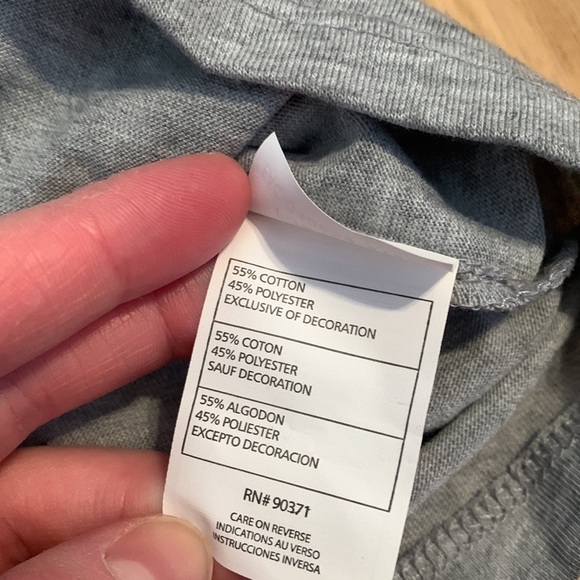 55% COTTON
45% POLYESTER
EXCLUSIVE OF DECORATION
55% COTON
45% POLYESTER
SAUF DECORATION
55% ALGODON
45% POLIESTER
EXCEPTO DECORACION
RN# 90371
CARE ON REVERSE
INDICATIONS AU VERSO
INSTRUCCIONES INVERSA